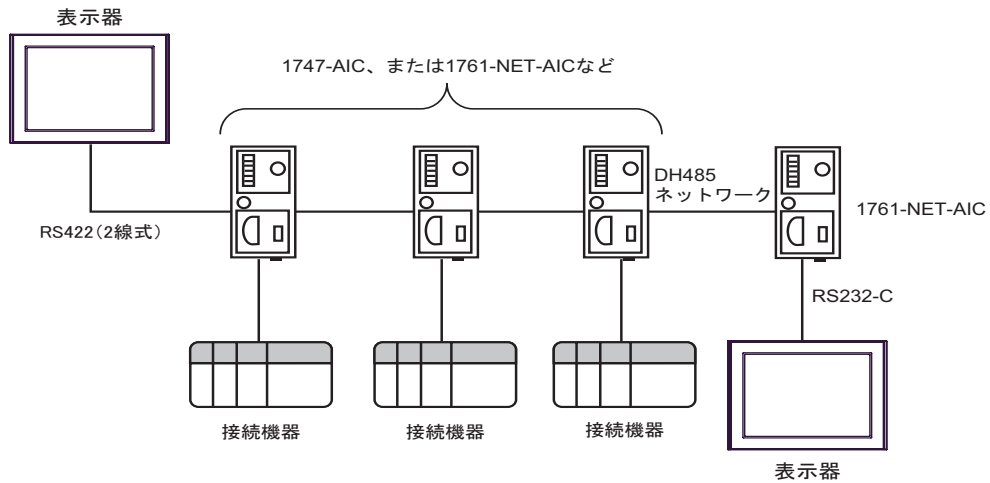 表示器
1747-AIC、または1761-NET-AICなど
DH485
ネットワーク
1761-NET-AIC
RS422(2線式)
RS232-C
接続機器
接続機器
接続機器
表示器